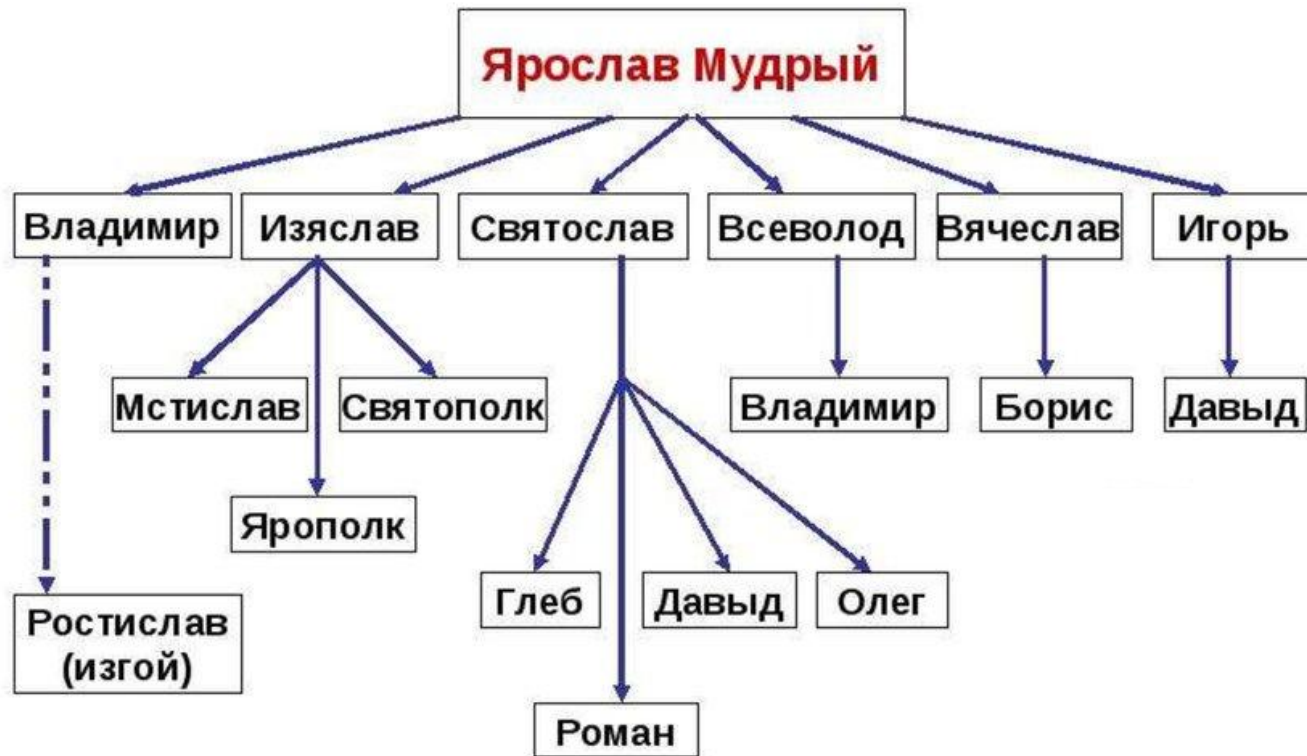 Ярослав Мудрый
Владимир
Изяслав
Святослав
Всеволод
Вячеслав
Игорь
Мстислав
Святополк
Владимир
Борис
Давыд
Ярополк
Глеб
Давыд
Олег
Ростислав
(изгой)
Роман